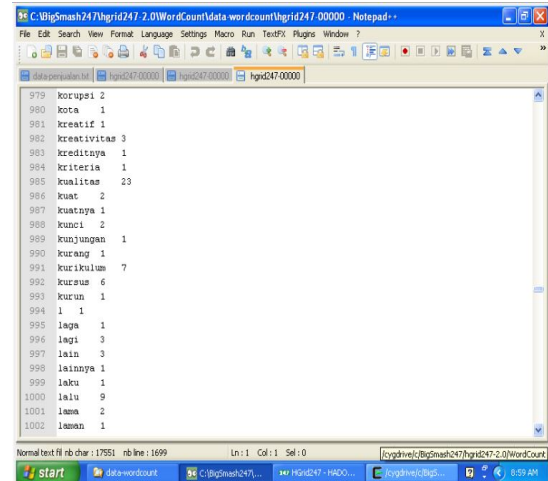 C:\BigSmash247\hgrid247-2.0\WordCount\data-wordcount\hgrid247-00000 - Notepad++
File Edit Search View Format Language Settings Macro Run TextFX Plugins Window ? X
data-penjualan.txt hgrid247-00000 hgrid247-00000 hgrid247-00000
979 korupsi 2
980 kota 1
981 kreatif 1
982 kreativitas 3
983 kreditnya 1
984 kriteria 1
985 kualitas 23
986 kuat 2
987 kuatnya 1
988 kunci 2
989 kunjungan 1
990 kurang 1
991 kurikulum 7
992 kursus 6
993 kurun 1
994 l 1
995 laga 1
996 lagi 3
997 lain 3
998 lainnya 1
999 laku 1
1000 lalu 9
1001 lama 2
1002 laman 1
Normal text fil nb char : 17551 nb line : 1699 Ln : 1 Col : 1 Sel : 0 /cygdrive/c/BigSmash247/hgrid247-2.0/WordCount
start data-wordcount C:\BigSmash247\... HGrid247 - HADO... /cygdrive/c/BigS... 8:59 AM